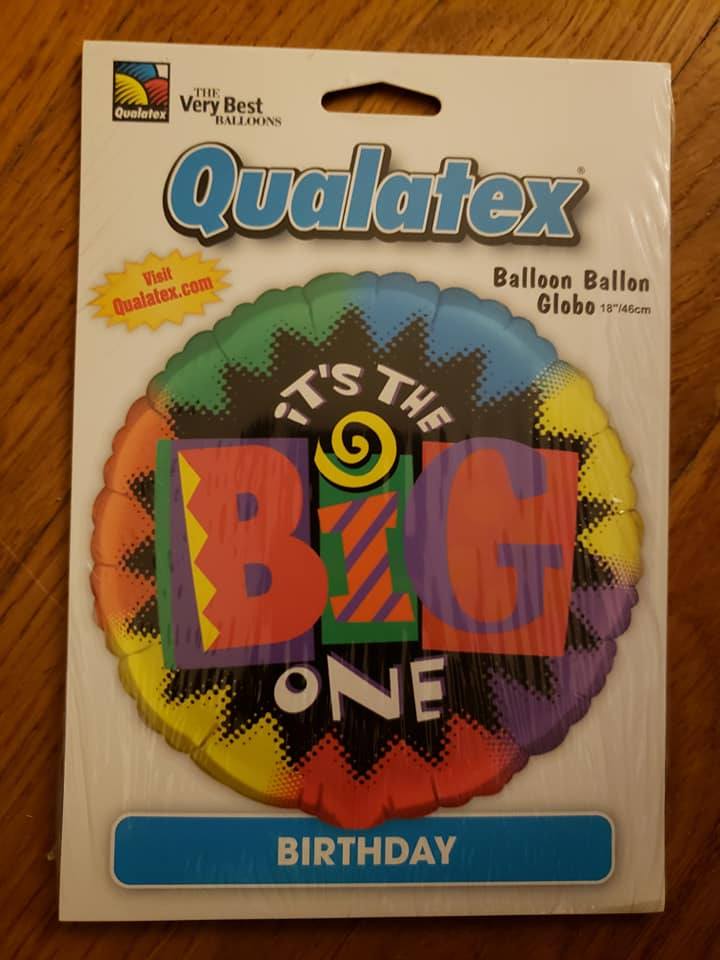 Qualatex
THE
Very Best
BALLOONS
Qualatex®
Visit
Qualatex.com
Balloon Ballon
Globo 18"/46cm
iT'S THE
BIG
ONE
BIRTHDAY